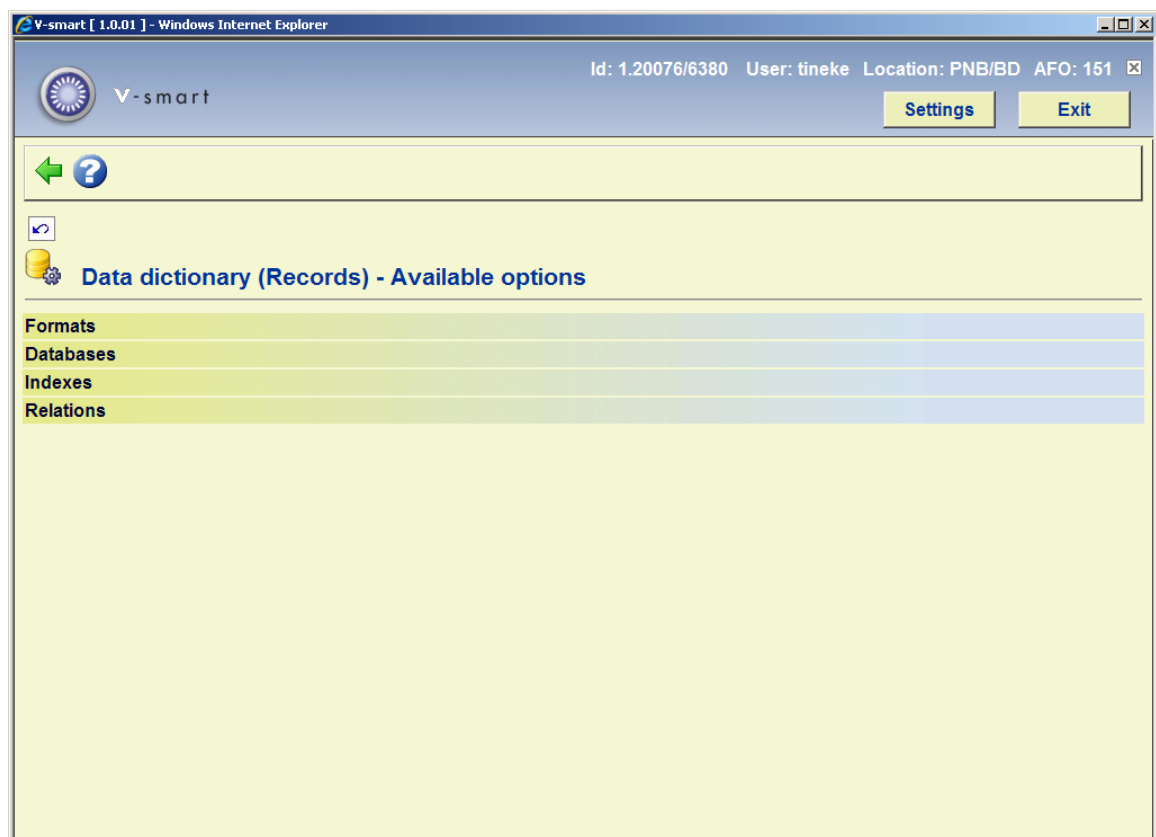 V-smart [ 1.0.01 ] - Windows Internet Explorer
Id: 1.20076/6380 User: tineke Location: PNB/BD AFO: 151
V-smart
Settings Exit
Data dictionary (Records) - Available options
Formats
Databases
Indexes
Relations